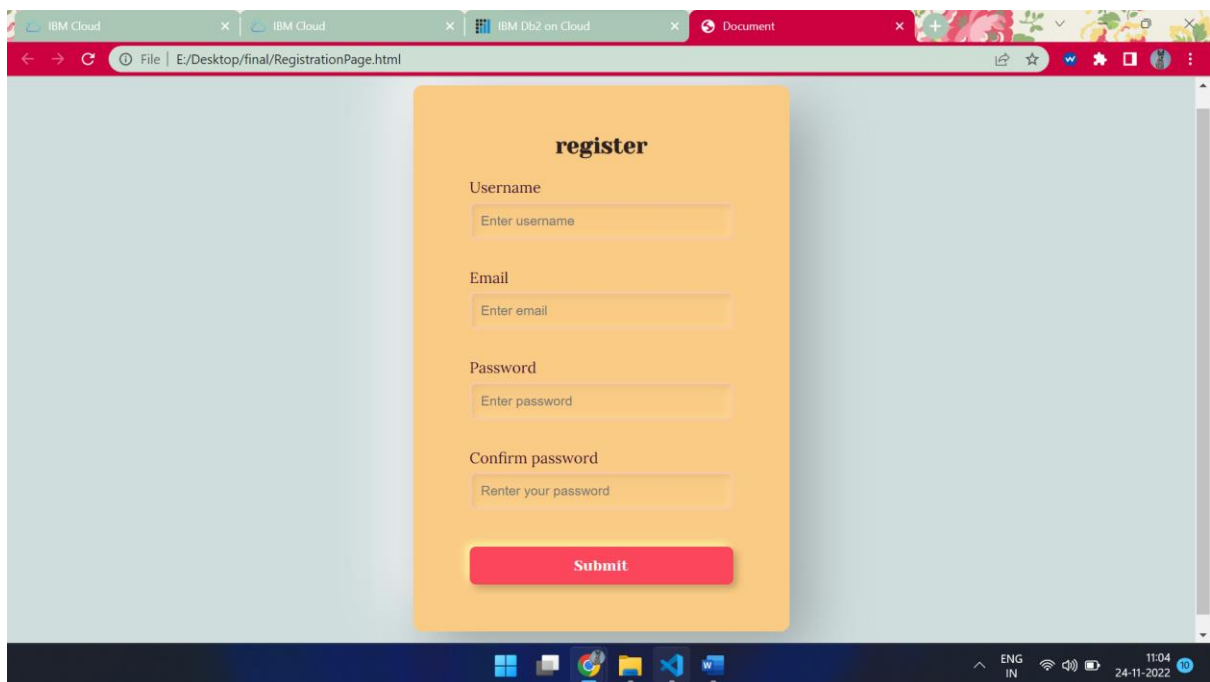 IBM Cloud
IBM Cloud
IBM Db2 on Cloud
Document
File | E:/Desktop/final/RegistrationPage.html
register
Username
Enter username
Email
Enter email
Password
Enter password
Confirm password
Renter your password
Submit
ENG
IN
11:04
24-11-2022
10